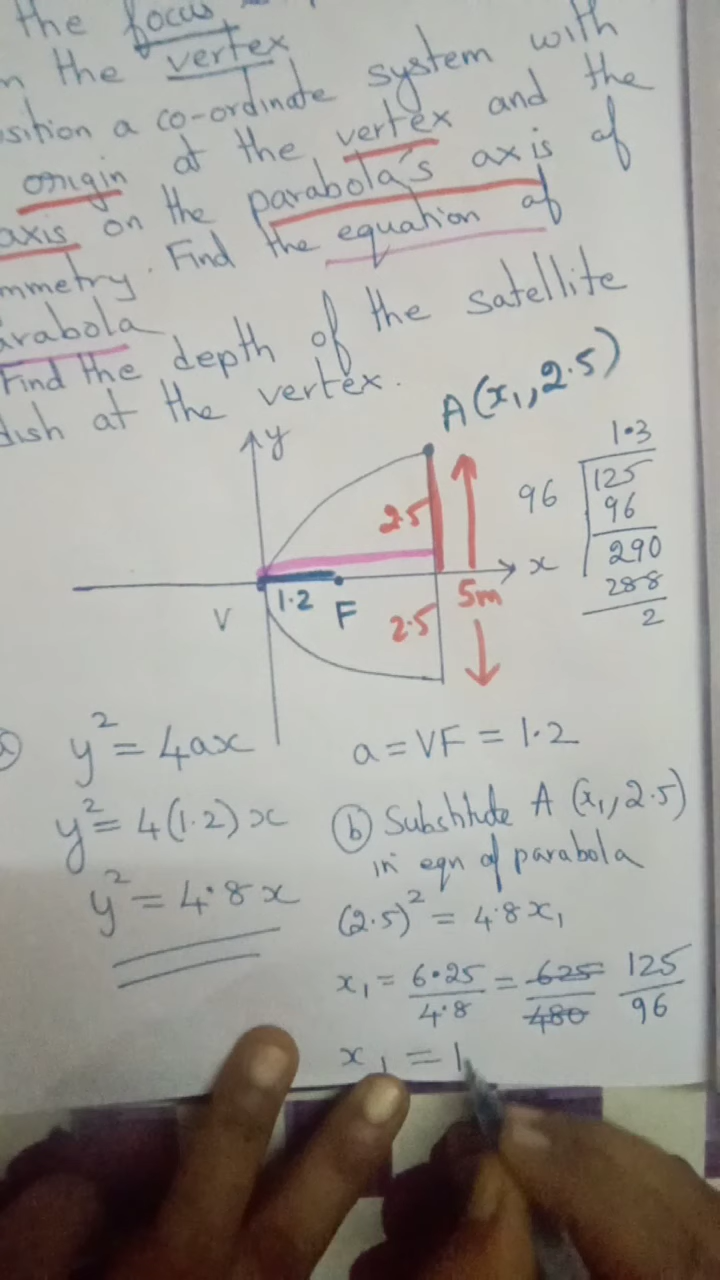 the focus
the vertex
a co-ordinate system with
origin at the vertex and the
axis on the parabola's axis of
Find the equation of
Find the depth of the satellite
dish at the vertex.
A(x₁, 2.5)
y
2.5
x
V
1.2
F
5m
2.5
1.3
96
125
96
290
288
2
y² = 4ax
a = VF = 1.2
y² = 4(1.2)x
y² = 4.8x
(b) Substitute A (x₁, 2.5)
in eqn of parabola
(2.5)² = 4.8x₁
x₁ = 6.25/4.8 = 625/480 125/96
x₁ = 1